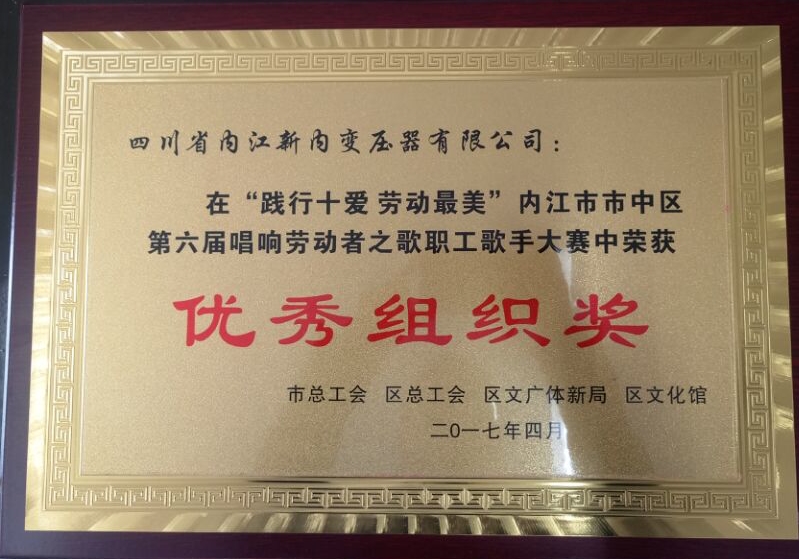 四川省内江新内变压器有限公司：
在“践行十爱 劳动最美”内江市市中区
第六届唱响劳动者之歌职工歌手大赛中荣获
优秀组织奖
市总工会 区总工会 区文广体新局 区文化馆
二0一七年四月